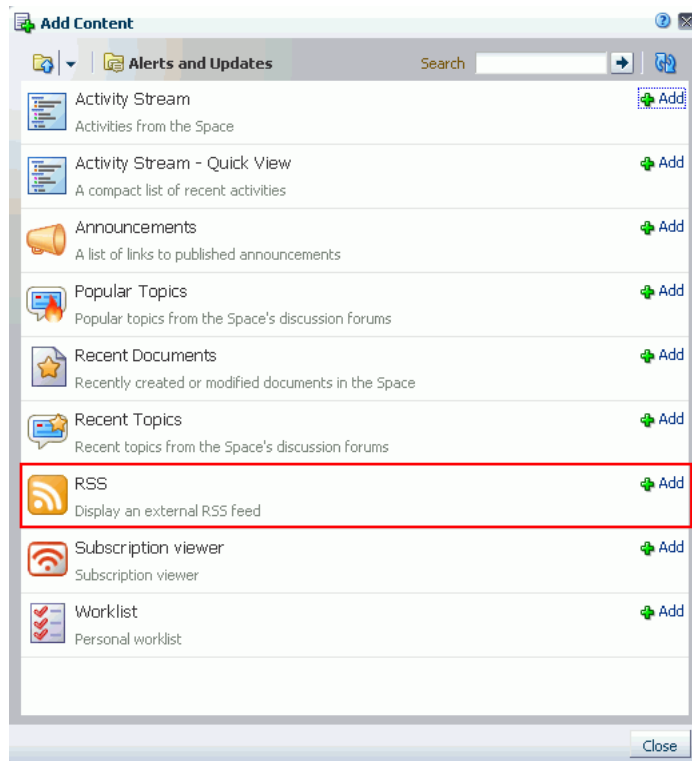 Add Content
Alerts and Updates Search
Activity Stream Add
Activities from the Space
Activity Stream - Quick View Add
A compact list of recent activities
Announcements Add
A list of links to published announcements
Popular Topics Add
Popular topics from the Space's discussion forums
Recent Documents Add
Recently created or modified documents in the Space
Recent Topics Add
Recent topics from the Space's discussion forums
RSS Add
Display an external RSS feed
Subscription viewer Add
Subscription viewer
Worklist Add
Personal worklist
Close